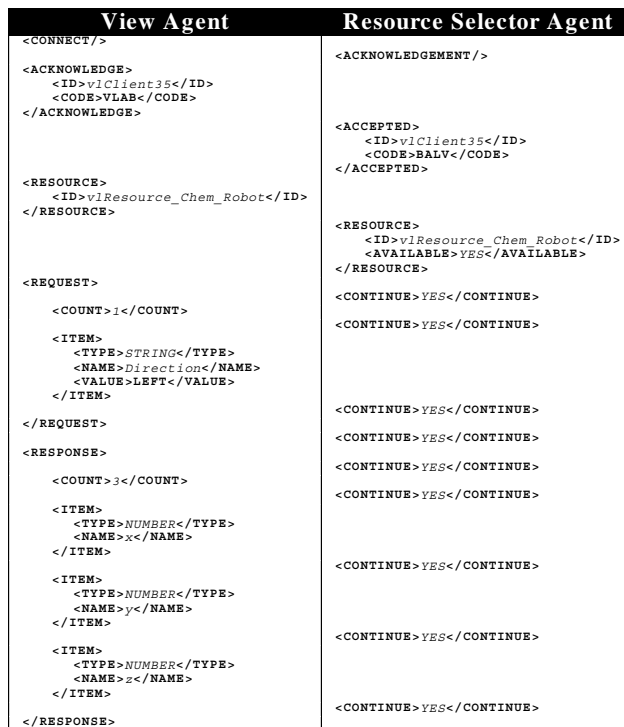 View Agent
Resource Selector Agent
<CONNECT/>
<ACKNOWLEDGEMENT/>
<ACKNOWLEDGE>
<ID>vlClient35</ID>
<CODE>VLAB</CODE>
</ACKNOWLEDGE>
<ACCEPTED>
<ID>vlClient35</ID>
<CODE>BALV</CODE>
</ACCEPTED>
<RESOURCE>
<ID>vlResource_Chem_Robot</ID>
</RESOURCE>
<RESOURCE>
<ID>vlResource_Chem_Robot</ID>
<AVAILABLE>YES</AVAILABLE>
</RESOURCE>
<REQUEST>
<CONTINUE>YES</CONTINUE>
<COUNT>1</COUNT>
<CONTINUE>YES</CONTINUE>
<ITEM>
<TYPE>STRING</TYPE>
<NAME>Direction</NAME>
<VALUE>LEFT</VALUE>
</ITEM>
<CONTINUE>YES</CONTINUE>
</REQUEST>
<CONTINUE>YES</CONTINUE>
<RESPONSE>
<CONTINUE>YES</CONTINUE>
<COUNT>3</COUNT>
<CONTINUE>YES</CONTINUE>
<ITEM>
<TYPE>NUMBER</TYPE>
<NAME>x</NAME>
</ITEM>
<CONTINUE>YES</CONTINUE>
<ITEM>
<TYPE>NUMBER</TYPE>
<NAME>y</NAME>
</ITEM>
<CONTINUE>YES</CONTINUE>
<ITEM>
<TYPE>NUMBER</TYPE>
<NAME>z</NAME>
</ITEM>
<CONTINUE>YES</CONTINUE>
</RESPONSE>